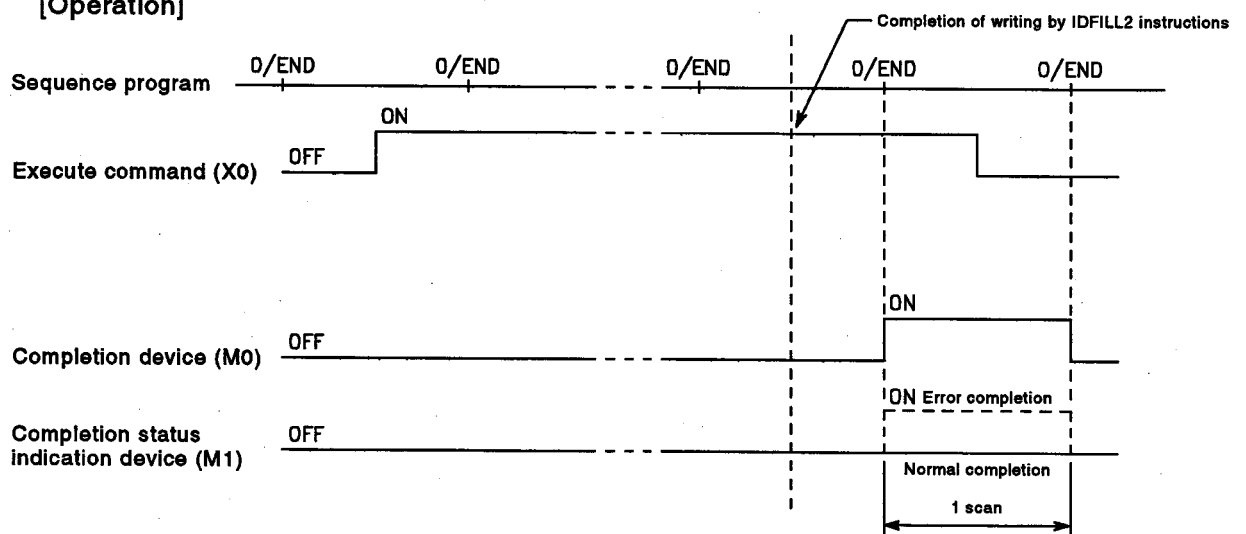 [Operation]
Completion of writing by IDFILL2 instructions
0/END 0/END 0/END 0/END 0/END
Sequence program
ON
OFF
Execute command (X0)
ON
OFF
Completion device (M0)
ON Error completion
OFF
Completion status
indication device (M1)
Normal completion
1 scan